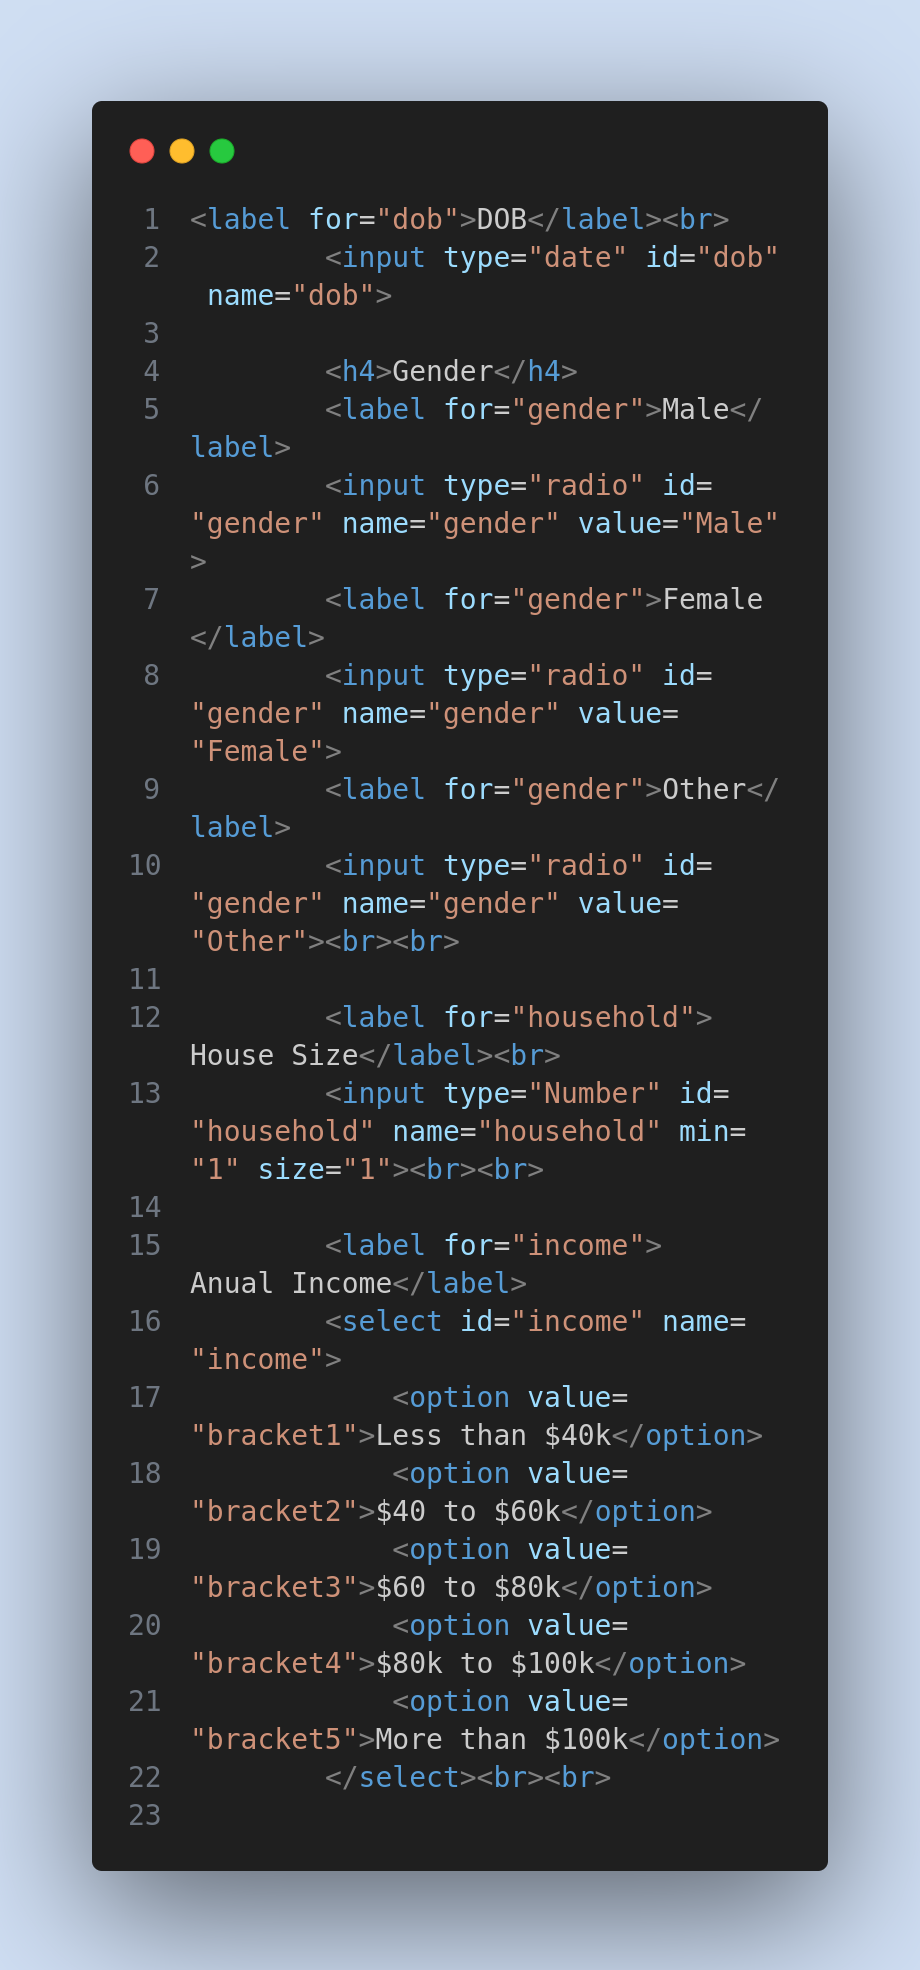 1 <label for="dob">DOB</label><br>
2         <input type="date" id="dob"
 name="dob">
3
4         <h4>Gender</h4>
5         <label for="gender">Male</
label>
6         <input type="radio" id=
"gender" name="gender" value="Male"
>
7         <label for="gender">Female
</label>
8         <input type="radio" id=
"gender" name="gender" value=
"Female">
9         <label for="gender">Other</
label>
10         <input type="radio" id=
"gender" name="gender" value=
"Other"><br><br>
11
12         <label for="household">
House Size</label><br>
13         <input type="Number" id=
"household" name="household" min=
"1" size="1"><br><br>
14
15         <label for="income">
Anual Income</label>
16         <select id="income" name=
"income">
17             <option value=
"bracket1">Less than $40k</option>
18             <option value=
"bracket2">$40 to $60k</option>
19             <option value=
"bracket3">$60 to $80k</option>
20             <option value=
"bracket4">$80k to $100k</option>
21             <option value=
"bracket5">More than $100k</option>
22         </select><br><br>
23